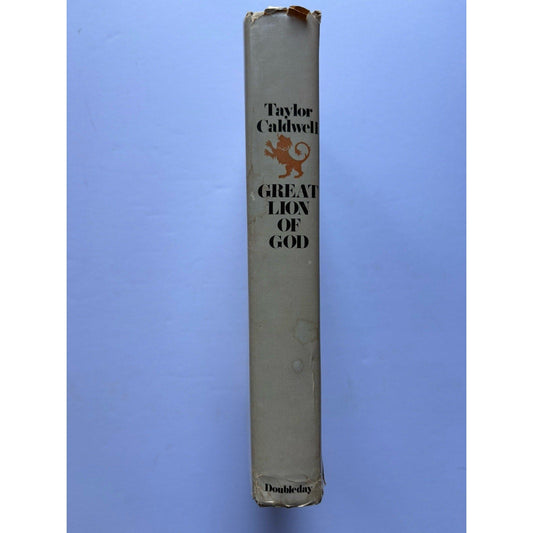 Taylor
Caldwell
GREAT
LION
OF
GOD
Doubleday